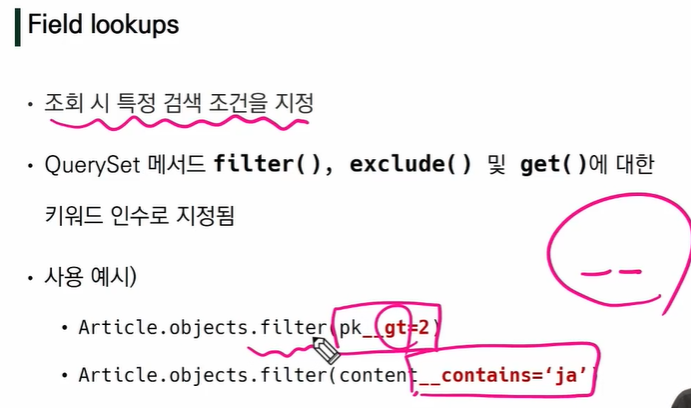 Field lookups
• 조회 시 특정 검색 조건을 지정
• QuerySet 메서드 filter(), exclude() 및 get()에 대한
키워드 인수로 지정됨
• 사용 예시)
• Article.objects.filter(pk__gt=2)
• Article.objects.filter(content__contains=‘ja’)
__